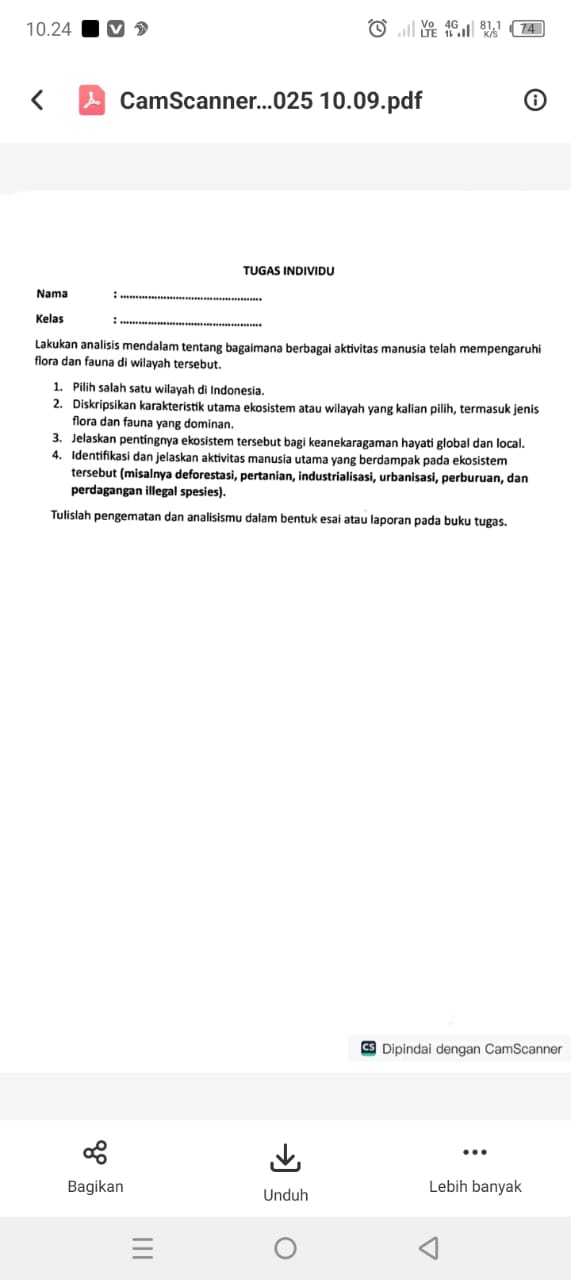 10.24
Vo LTE 4G 81,1 K/S 74
CamScanner...025 10.09.pdf
TUGAS INDIVIDU
Nama : ................................................
Kelas : ................................................
Lakukan analisis mendalam tentang bagaimana berbagai aktivitas manusia telah mempengaruhi
flora dan fauna di wilayah tersebut.
1. Pilih salah satu wilayah di Indonesia.
2. Diskripsikan karakteristik utama ekosistem atau wilayah yang kalian pilih, termasuk jenis
flora dan fauna yang dominan.
3. Jelaskan pentingnya ekosistem tersebut bagi keanekaragaman hayati global dan local.
4. Identifikasi dan jelaskan aktivitas manusia utama yang berdampak pada ekosistem
tersebut (misalnya deforestasi, pertanian, industrialisasi, urbanisasi, perburuan, dan
perdagangan illegal spesies).
Tulislah pengematan dan analisismu dalam bentuk esai atau laporan pada buku tugas.
CS Dipindai dengan CamScanner
Bagikan
Unduh
Lebih banyak